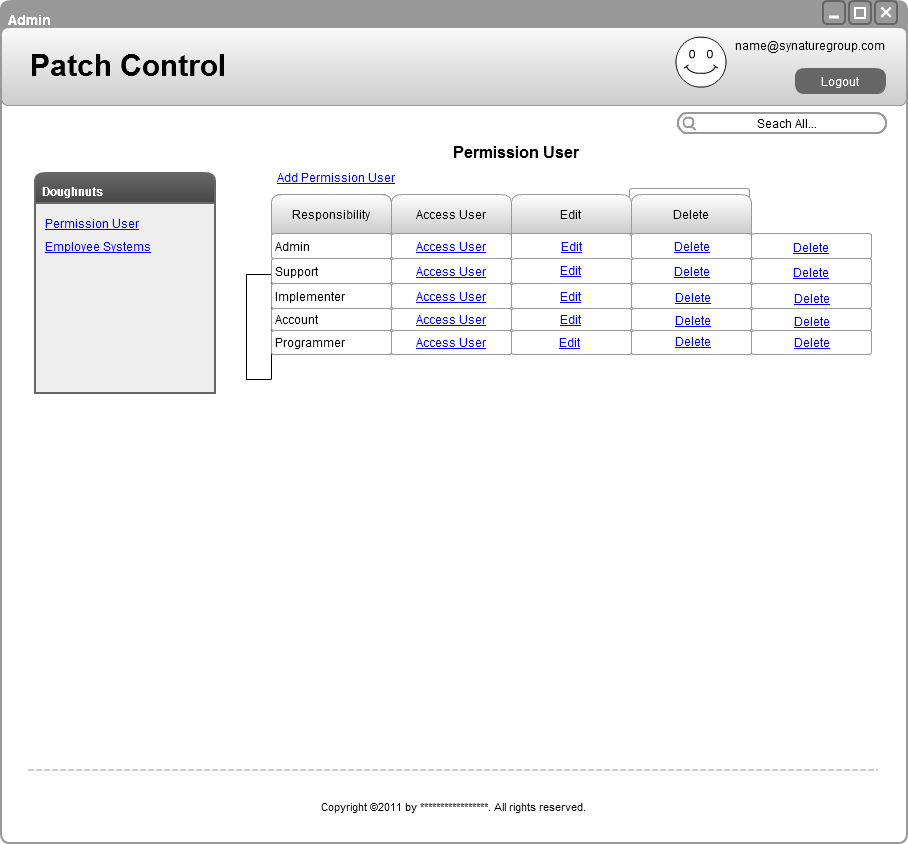 Admin
Patch Control
name@synaturegroup.com
Logout
Seach All...
Permission User
Add Permission User
Doughnuts
Permission User
Employee Systems
Responsibility Access User Edit Delete
Admin Access User Edit Delete Delete
Support Access User Edit Delete Delete
Implementer Access User Edit Delete Delete
Account Access User Edit Delete Delete
Programmer Access User Edit Delete Delete
Copyright ©2011 by *****************. All rights reserved.